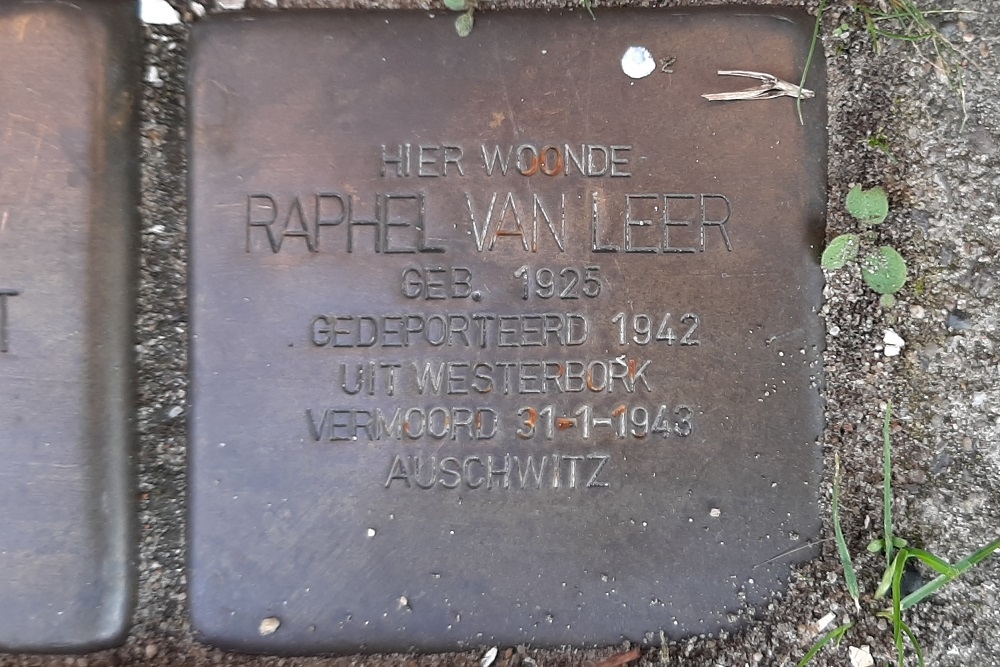 HIER WOONDE
RAPHEL VAN LEER
GEB. 1925
GEDEPORTEERD 1942
UIT WESTERBORK
VERMOORD 31-1-1943
AUSCHWITZ
T